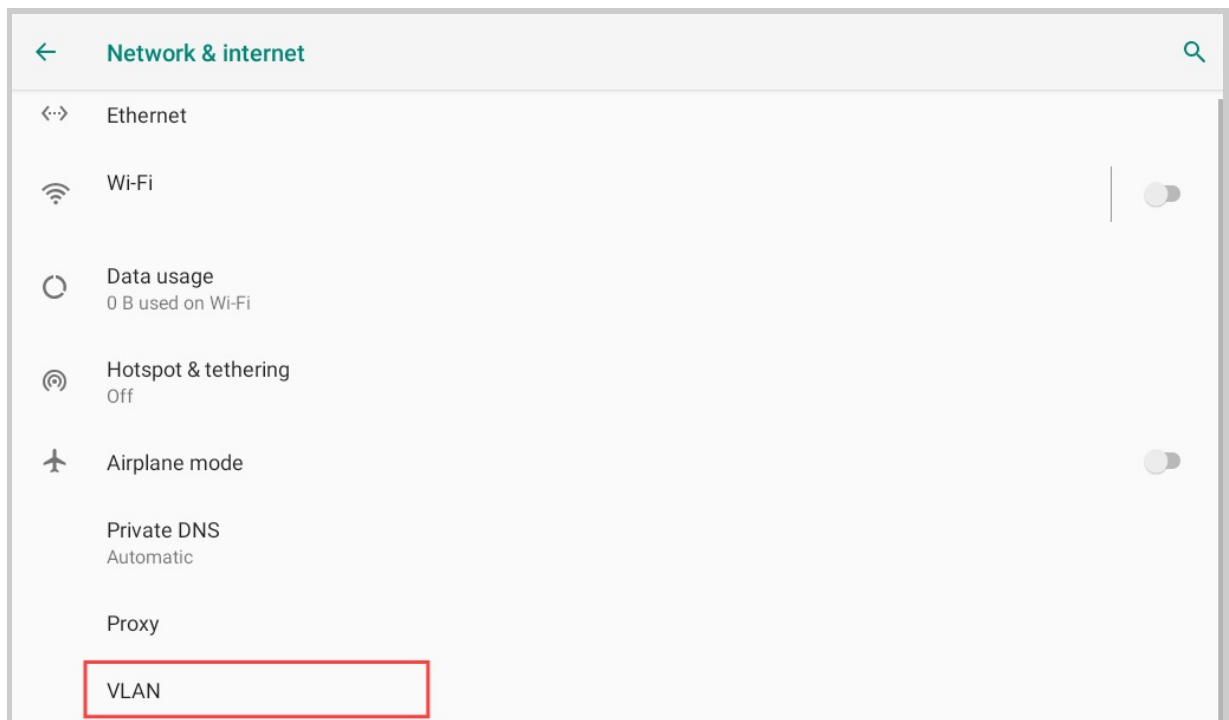 Network & internet
Ethernet
Wi-Fi
Data usage
0 B used on Wi-Fi
Hotspot & tethering
Off
Airplane mode
Private DNS
Automatic
Proxy
VLAN